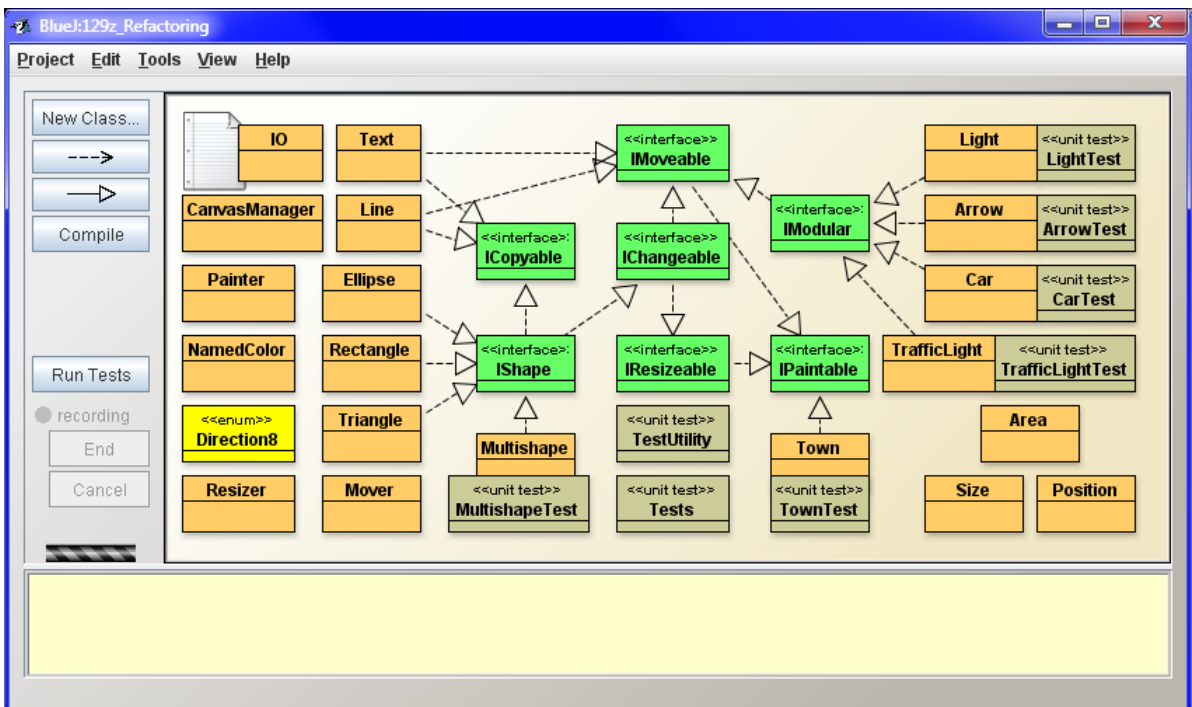 BlueJ:129z_Refactoring
Project Edit Tools View Help
New Class...
Compile
Run Tests
recording
End
Cancel
IO
Text
<<interface>>
IMoveable
Light
<<unit test>>
LightTest
CanvasManager
Line
<<interface>:
ICopyable
<<interface>>
IChangeable
<<interface>:
IModular
Arrow
<<unit test>>
ArrowTest
Painter
Ellipse
Car
<<unit test>>
CarTest
NamedColor
Rectangle
<<interface>:
IShape
<<interface>>
IResizeable
<<interface>:
IPaintable
TrafficLight
<<unit test>>
TrafficLightTest
<<enum>>
Direction8
Triangle
Multishape
<<unit test>>
TestUtility
Town
Area
Resizer
Mover
<<unit test>>
MultishapeTest
<<unit test>>
Tests
<<unit test>>
TownTest
Size
Position